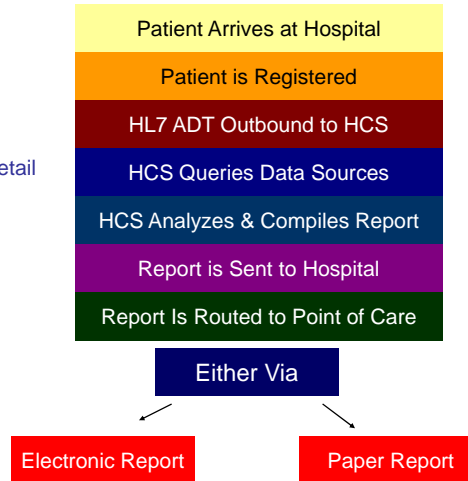 Patient Arrives at Hospital
Patient is Registered
HL7 ADT Outbound to HCS
etail
HCS Queries Data Sources
HCS Analyzes & Compiles Report
Report is Sent to Hospital
Report Is Routed to Point of Care
Either Via
Electronic Report
Paper Report